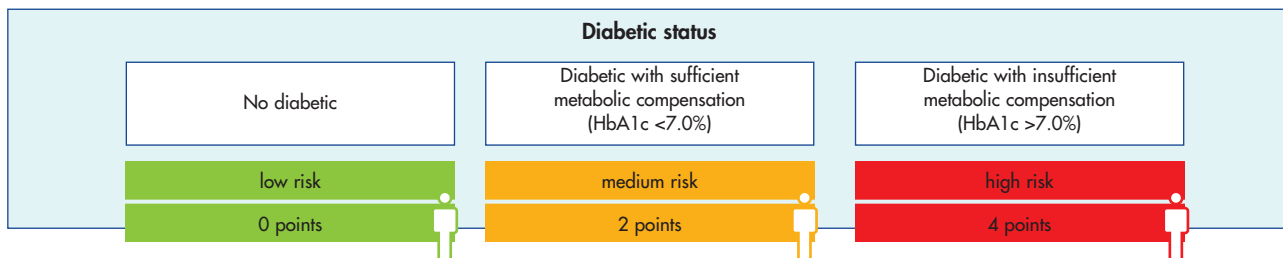 Diabetic status
No diabetic
Diabetic with sufficient
metabolic compensation
(HbA1c <7.0%)
Diabetic with insufficient
metabolic compensation
(HbA1c >7.0%)
low risk
medium risk
high risk
0 points
2 points
4 points